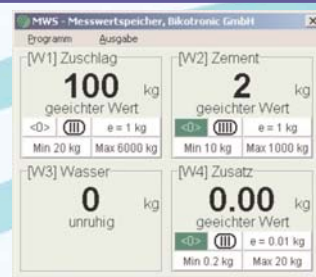 MWS - Messwertspeicher, Bikotronic GmbH
Programm Ausgabe
[W1] Zuschlag
100 kg
geeichter Wert
<0> (III) e = 1 kg
Min 20 kg Max 6000 kg
[W2] Zement
2 kg
geeichter Wert
<0> (IIII) e = 1 kg
Min 10 kg Max 1000 kg
[W3] Wasser
0 kg
unruhig
[W4] Zusatz
0.00 kg
geeichter Wert
<0> (III) e = 0.01 kg
Min 0.2 kg Max 20 kg